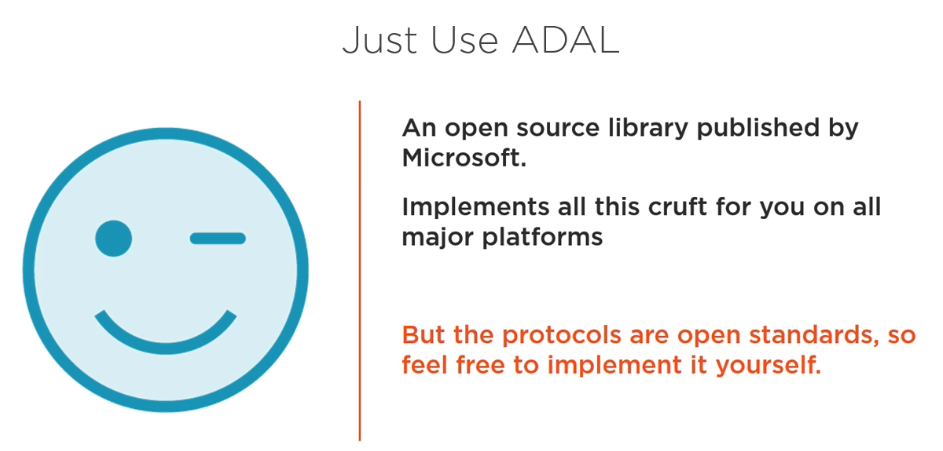 Just Use ADAL
An open source library published by
Microsoft.
Implements all this cruft for you on all
major platforms
But the protocols are open standards, so
feel free to implement it yourself.